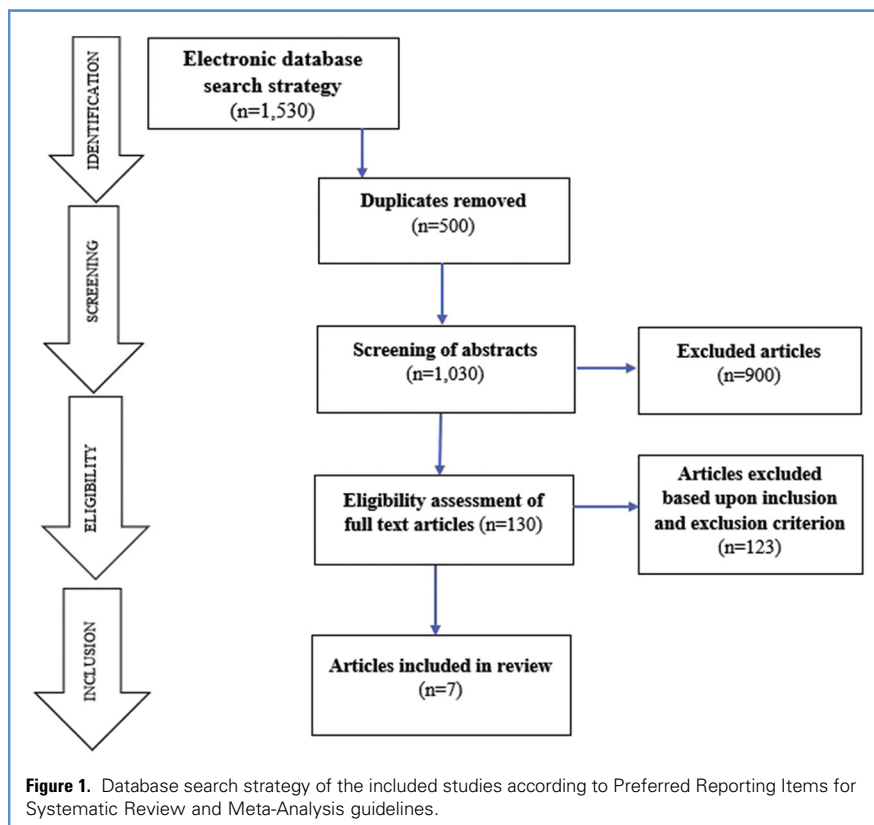 IDENTIFICATION
Electronic database
search strategy
(n=1,530)
Duplicates removed
(n=500)
SCREENING
Screening of abstracts
(n=1,030)
Excluded articles
(n=900)
ELIGIBILITY
Eligibility assessment of
full text articles (n=130)
Articles excluded
based upon inclusion
and exclusion criterion
(n=123)
INCLUSION
Articles included in review
(n=7)
Figure 1. Database search strategy of the included studies according to Preferred Reporting Items for
Systematic Review and Meta-Analysis guidelines.